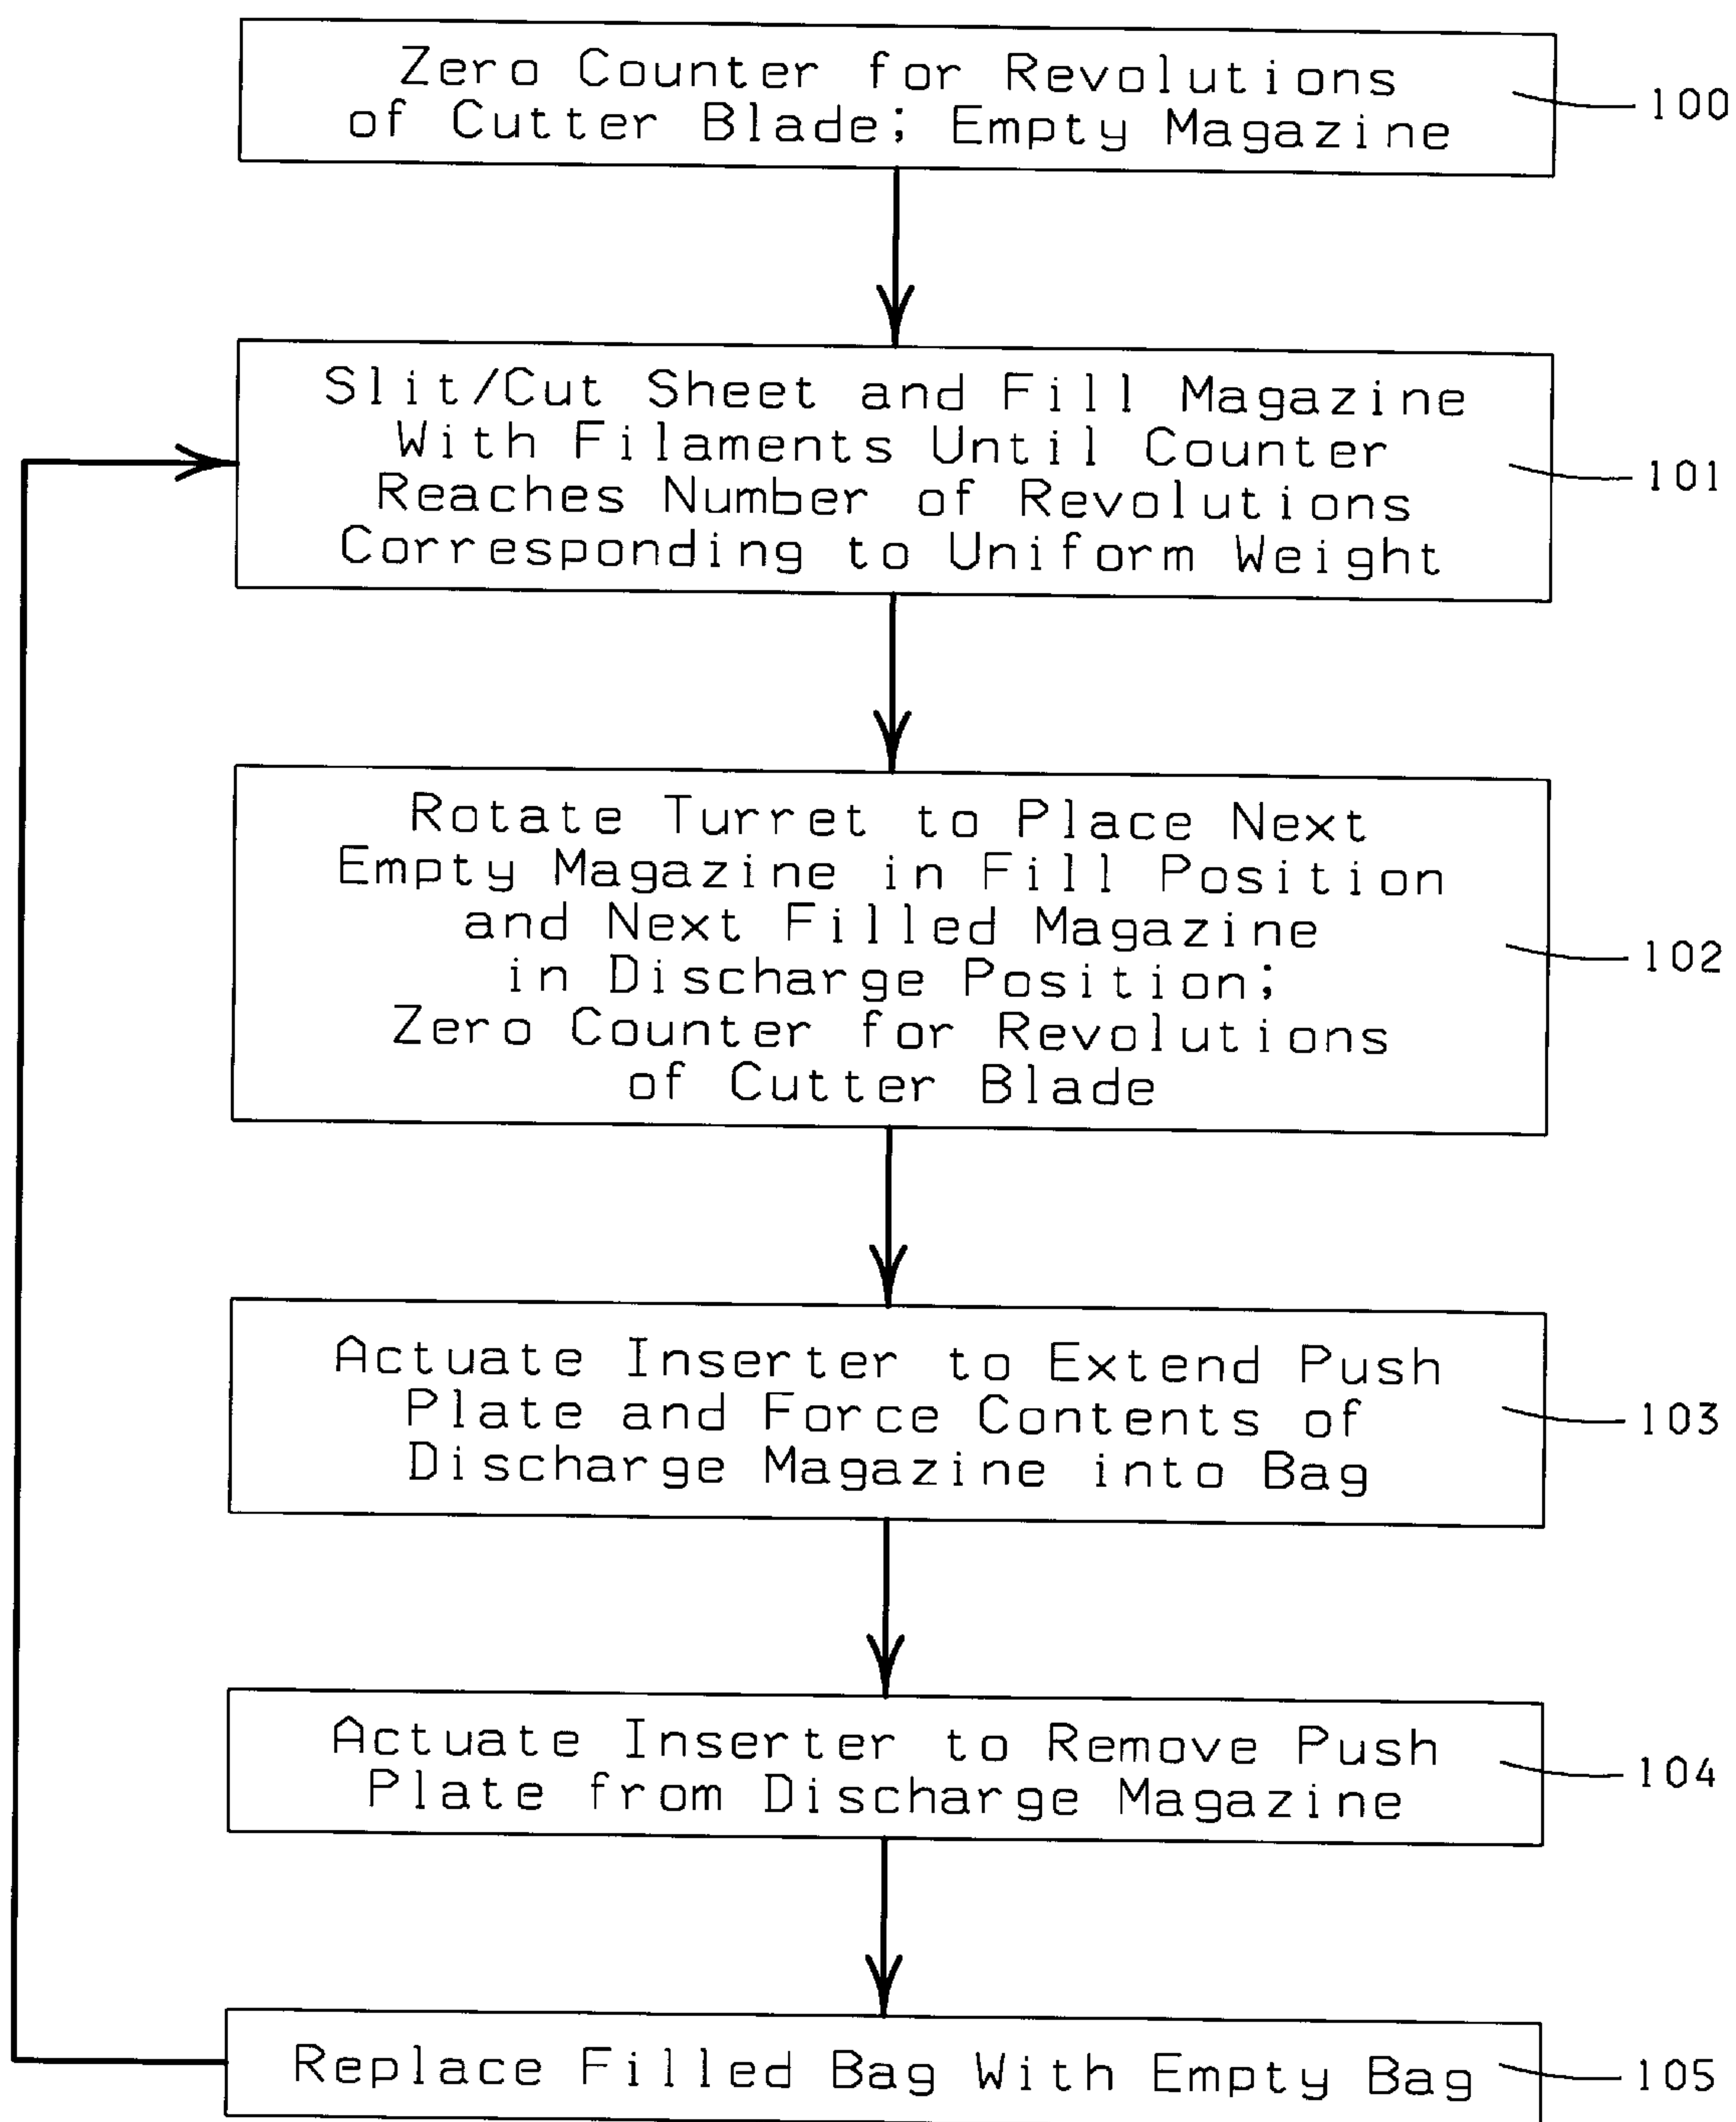 Zero Counter for Revolutions
of Cutter Blade; Empty Magazine
100
Slit/Cut Sheet and Fill Magazine
With Filaments Until Counter
Reaches Number of Revolutions
Corresponding to Uniform Weight
101
Rotate Turret to Place Next
Empty Magazine in Fill Position
and Next Filled Magazine
in Discharge Position;
Zero Counter for Revolutions
of Cutter Blade
102
Actuate Inserter to Extend Push
Plate and Force Contents of
Discharge Magazine into Bag
103
Actuate Inserter to Remove Push
Plate from Discharge Magazine
104
Replace Filled Bag With Empty Bag
105